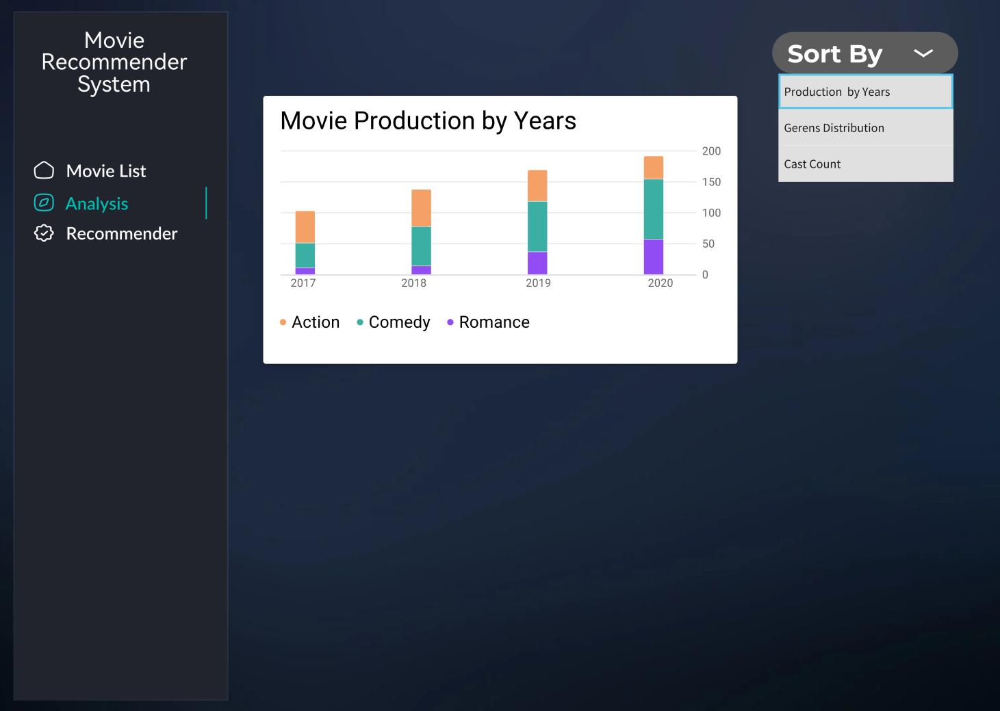 Movie
Recommender
System
Movie List
Analysis
Recommender
Sort By
Production by Years
Gerens Distribution
Cast Count
Movie Production by Years
200
150
100
50
0
2017 2018 2019 2020
Action Comedy Romance